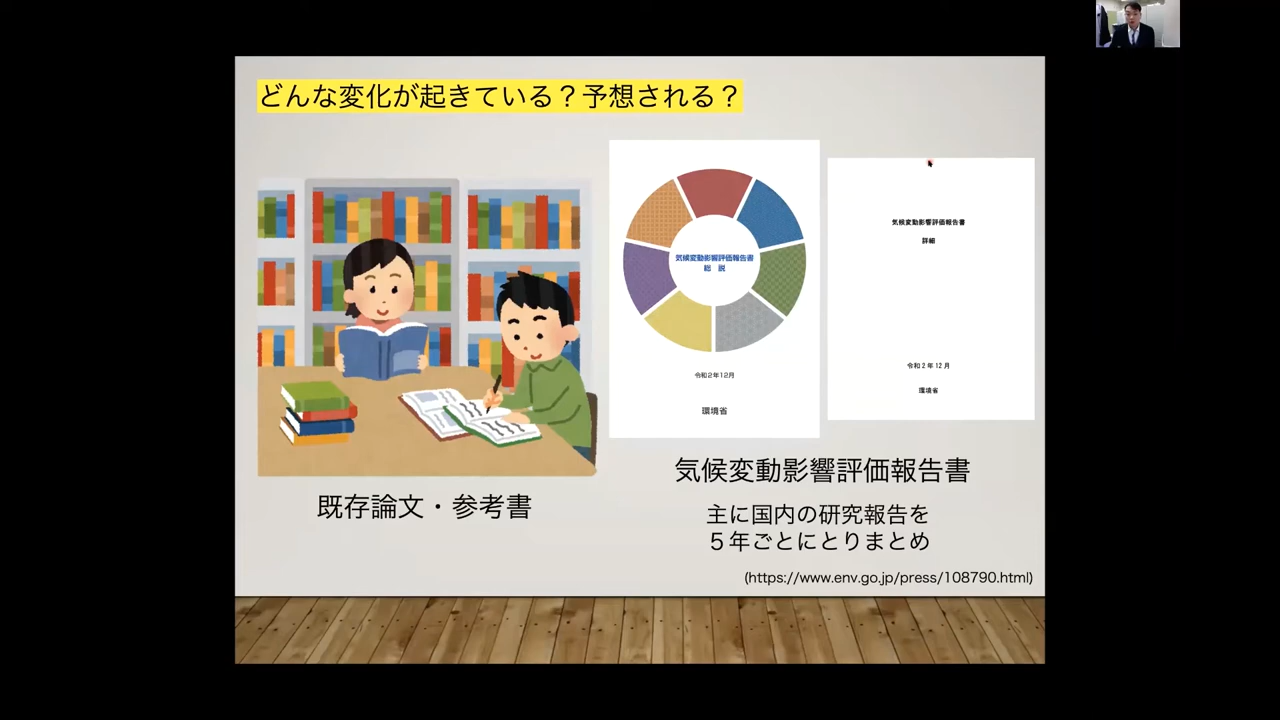 どんな変化が起きている？予想される？
気候変動影響評価報告書
総 説
令和2年12月
環境省
気候変動影響評価報告書
詳細
令和2年12月
環境省
既存論文・参考書
気候変動影響評価報告書
主に国内の研究報告を
５年ごとにとりまとめ
(https://www.env.go.jp/press/108790.html)